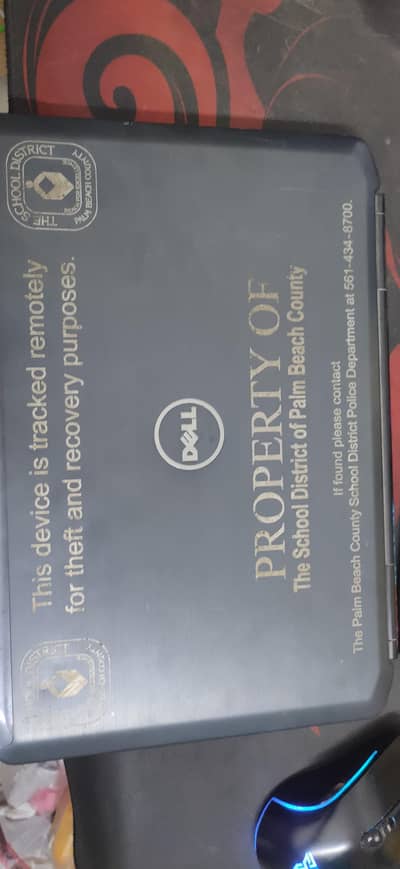 THE SCHOOL DISTRICT
PALM BEACH COUNTY
This device is tracked remotely
for theft and recovery purposes.
DELL
PROPERTY OF
The School District of Palm Beach County
If found please contact
The Palm Beach County School District Police Department at 561-434-8700.